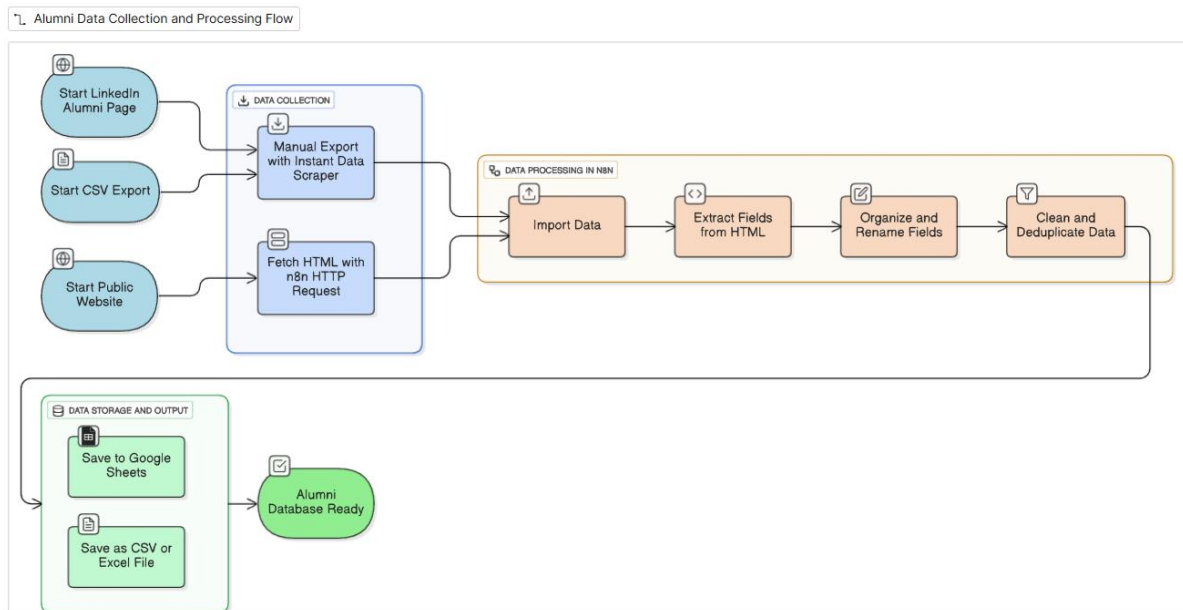 Alumni Data Collection and Processing Flow
Start LinkedIn
Alumni Page
Start CSV Export
Start Public
Website
DATA COLLECTION
Manual Export
with Instant Data
Scraper
Fetch HTML with
n8n HTTP
Request
DATA PROCESSING IN N8N
Import Data
Extract Fields
from HTML
Organize and
Rename Fields
Clean and
Deduplicate Data
DATA STORAGE AND OUTPUT
Save to Google
Sheets
Save as CSV or
Excel File
Alumni
Database Ready